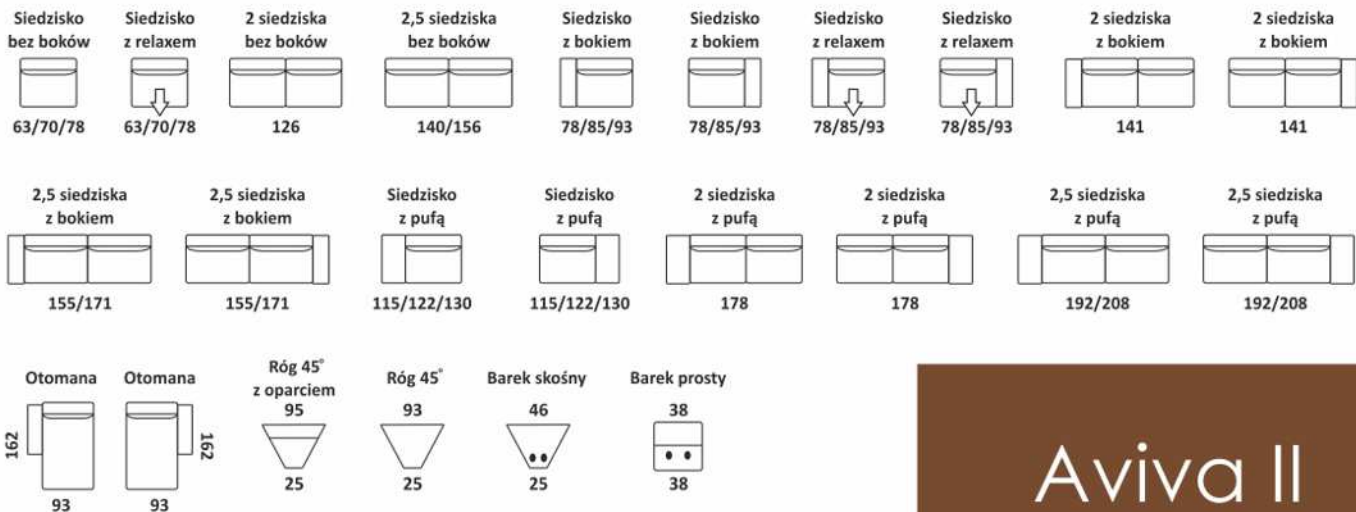 Siedzisko bez boków
Siedzisko z relaxem
2 siedziska bez boków
2,5 siedziska bez boków
Siedzisko z bokiem
Siedzisko z bokiem
Siedzisko z relaxem
Siedzisko z relaxem
2 siedziska z bokiem
2 siedziska z bokiem
63/70/78
63/70/78
126
140/156
78/85/93
78/85/93
78/85/93
78/85/93
141
141
2,5 siedziska z bokiem
2,5 siedziska z bokiem
Siedzisko z pufą
Siedzisko z pufą
2 siedziska z pufą
2 siedziska z pufą
2,5 siedziska z pufą
2,5 siedziska z pufą
155/171
155/171
115/122/130
115/122/130
178
178
192/208
192/208
Otomana
162
93
Otomana
162
93
Róg 45°
z oparciem
95
25
Róg 45°
93
25
Barek skośny
46
25
Barek prosty
38
38
Aviva II